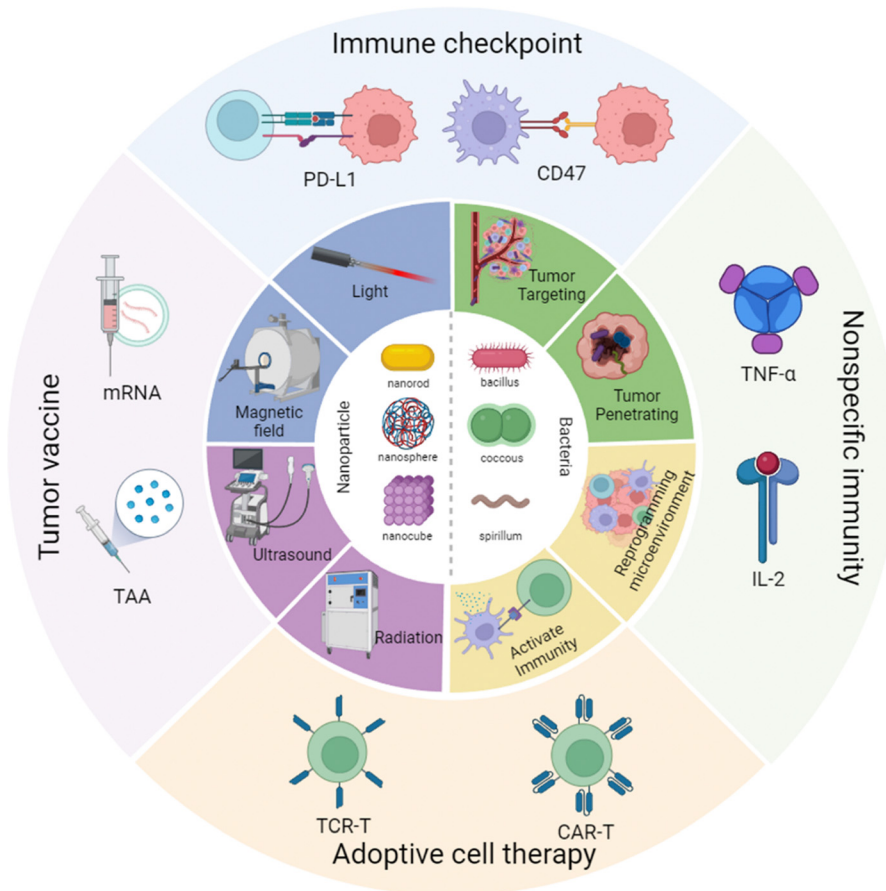 Immune checkpoint
PD-L1
CD47
Tumor vaccine
mRNA
TAA
Nonspecific immunity
TNF-α
IL-2
Adoptive cell therapy
TCR-T
CAR-T
Light
Magnetic
field
Ultrasound
Radiation
Tumor
Targeting
Tumor
Penetrating
Reprogramming
microenvironment
Activate
Immunity
Nanoparticle
nanorod
nanosphere
nanocube
Bacteria
bacillus
coccous
spirillum